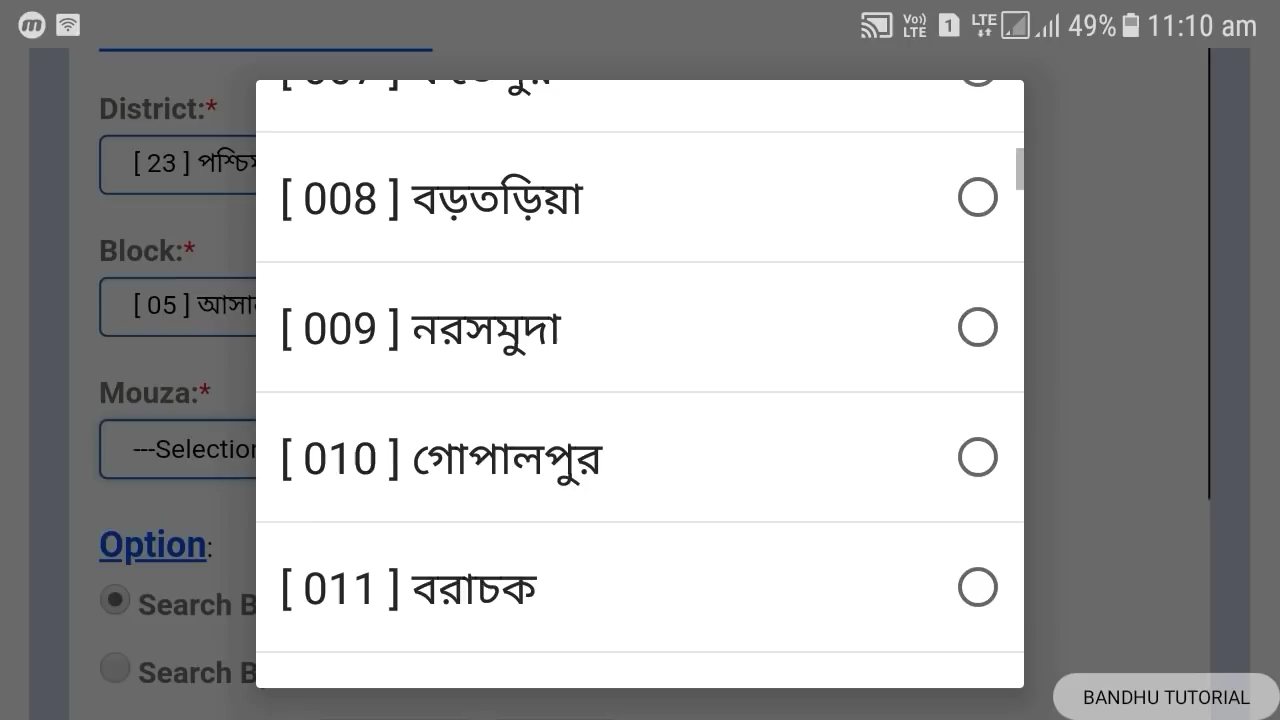 49% 11:10 am
District:*
[ 23 ]
Block:*
[ 05 ]
Mouza:*
Option:
Search
Search
[ 008 ] বড়তড়িয়া
[ 009 ] নরসমুদা
[ 010 ] গোপালপুর
[ 011 ] বরাচক
BANDHU TUTORIAL